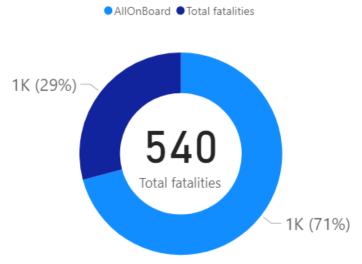 AllOnBoard Total fatalities
1K (29%)
540
Total fatalities
1K (71%)